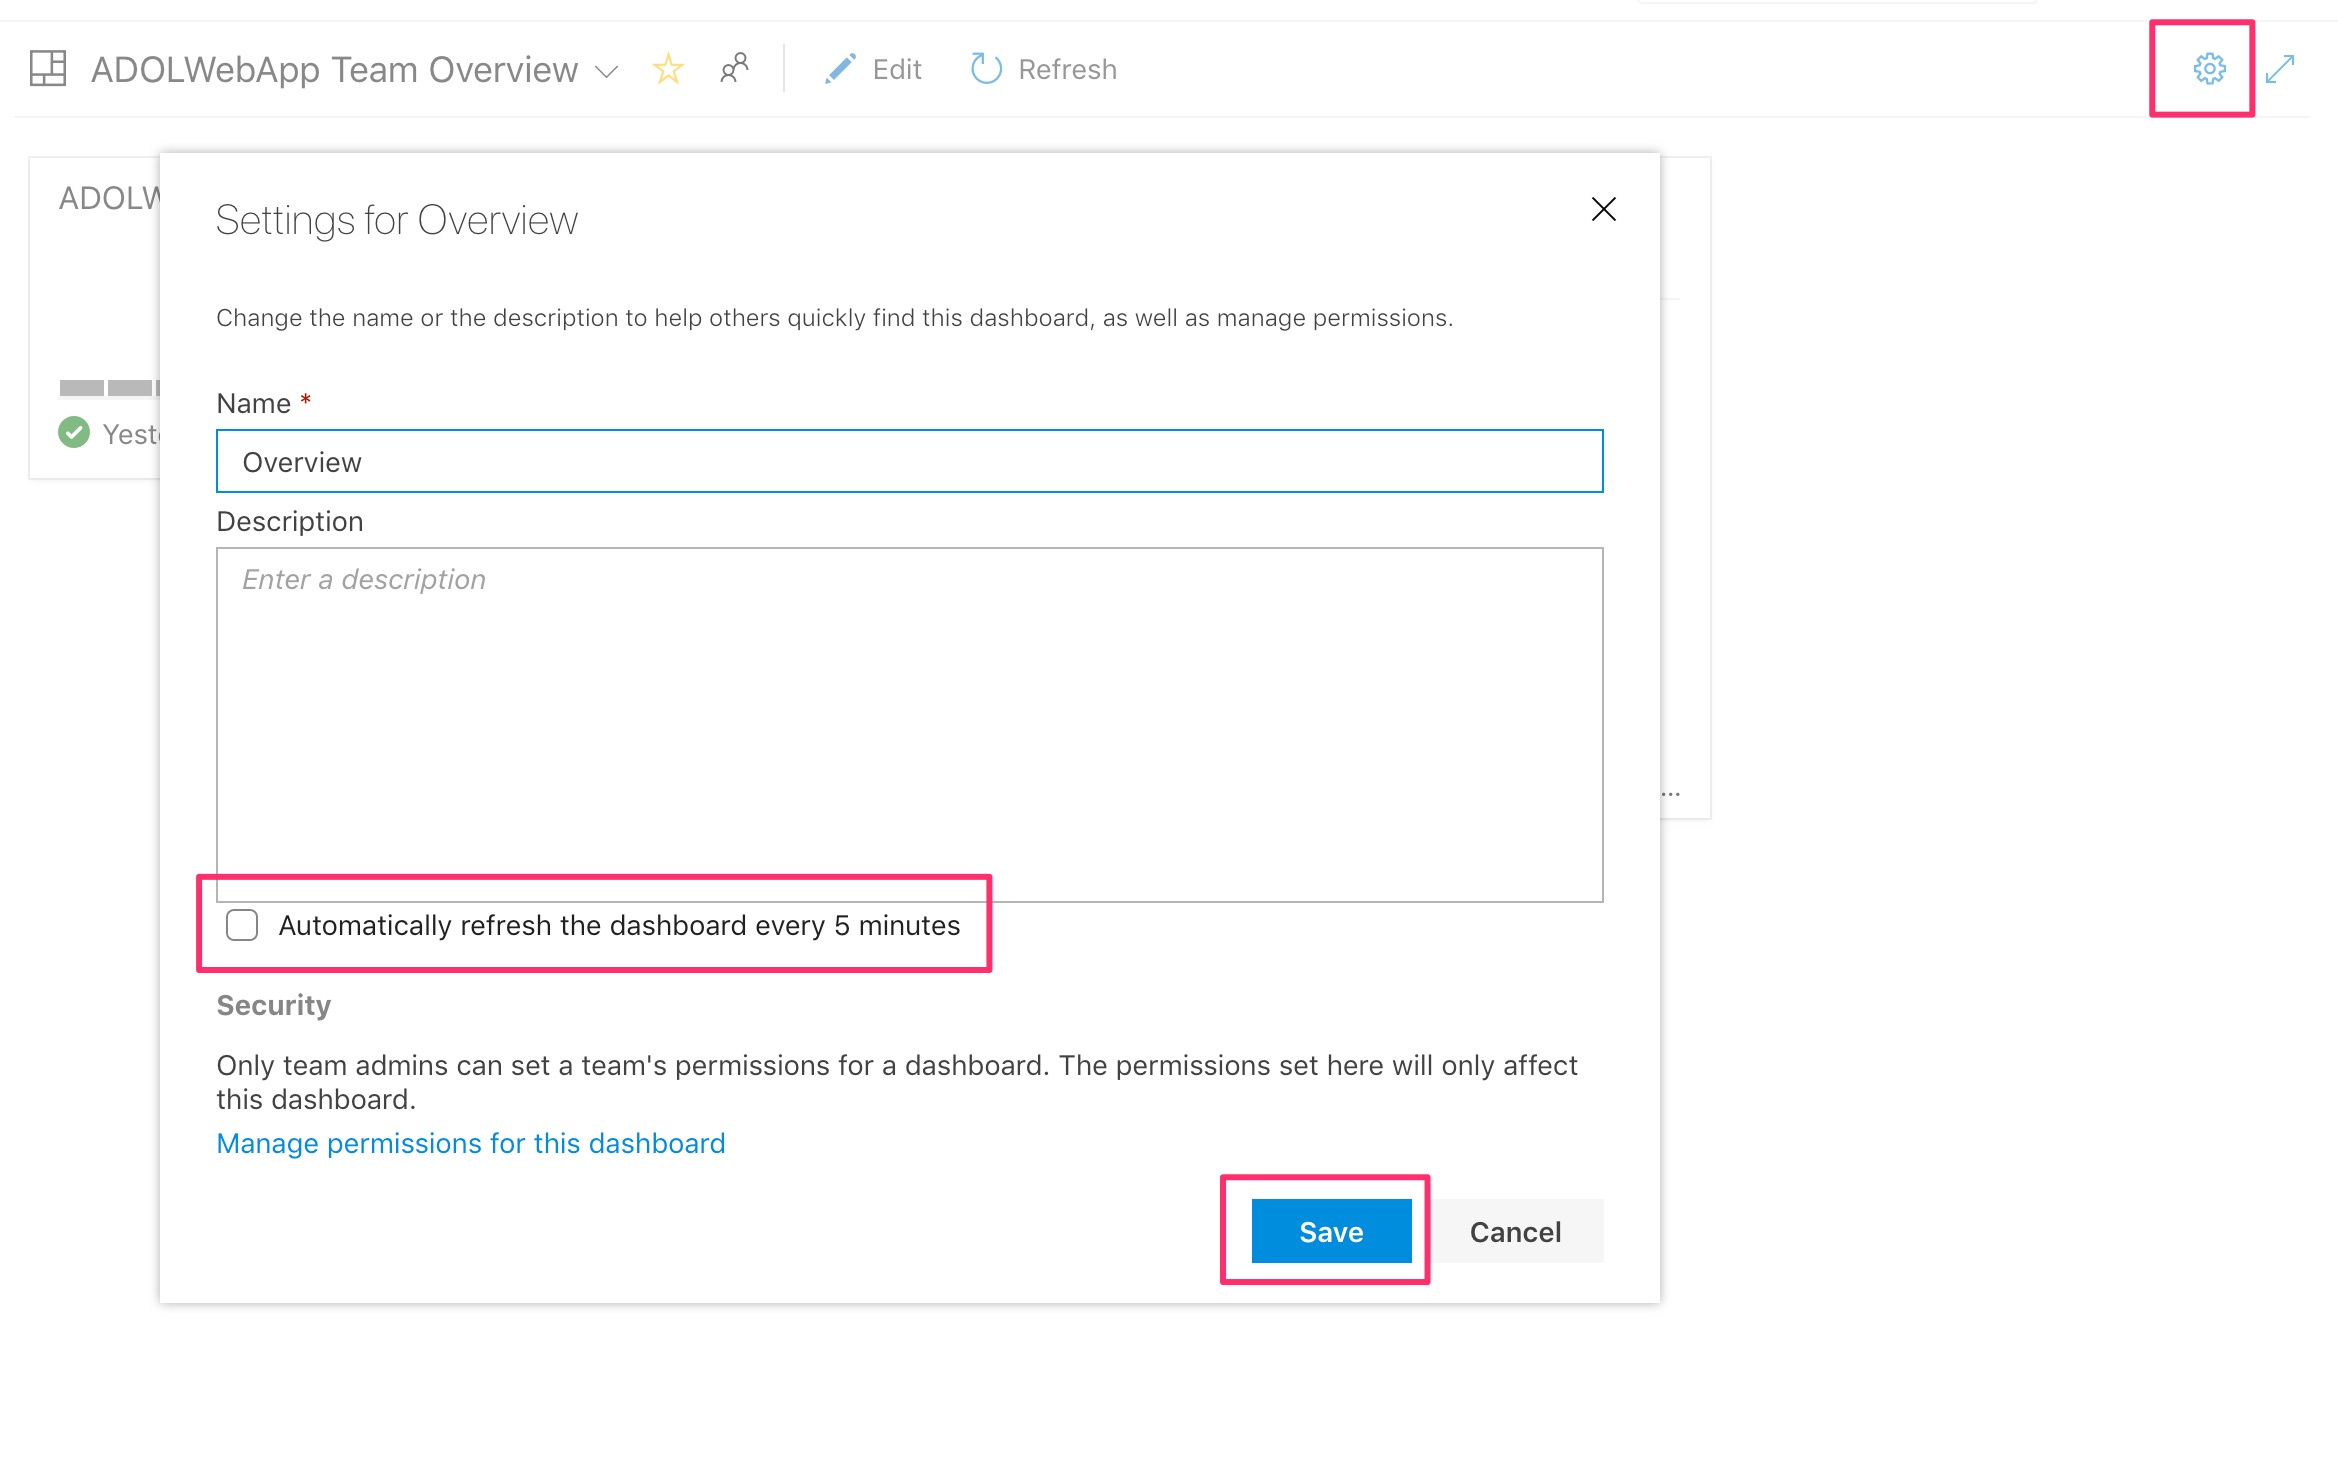 ADOLWebApp Team Overview
Edit
Refresh
Settings for Overview
Change the name or the description to help others quickly find this dashboard, as well as manage permissions.
Name *
Overview
Description
Enter a description
Automatically refresh the dashboard every 5 minutes
Security
Only team admins can set a team's permissions for a dashboard. The permissions set here will only affect
this dashboard.
Manage permissions for this dashboard
Save
Cancel
...